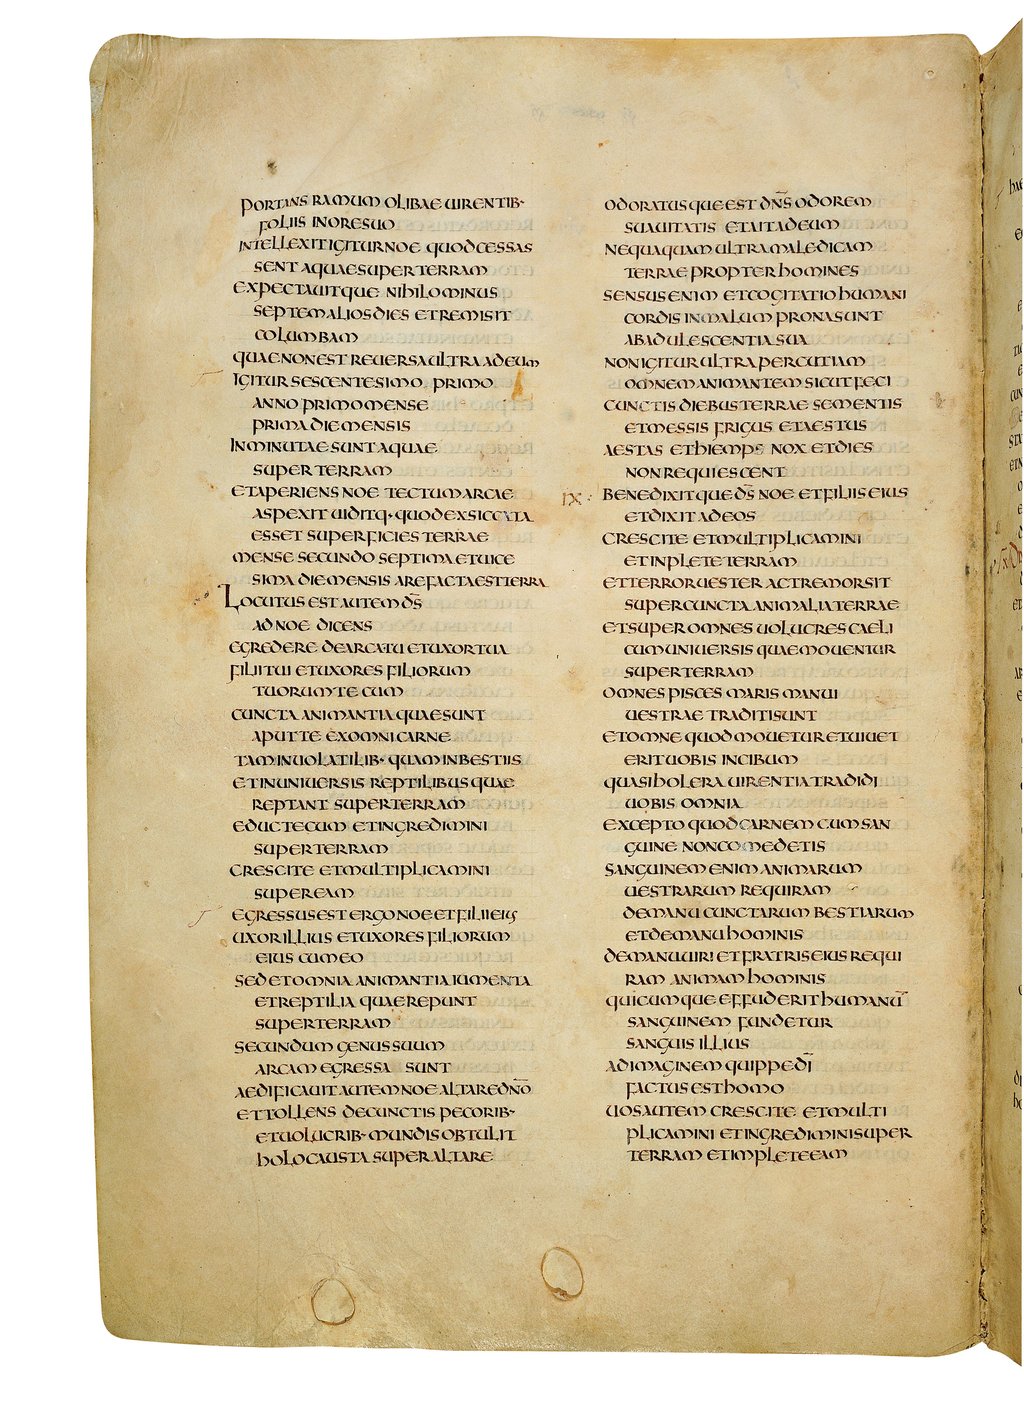 PORTANS RAMUM OLIBAE UIRENTIB·
FOLIIS IN ORE SUO
INTELLEXIT IGITUR NOE QUOD CESSAS
SENT AQUAE SUPER TERRAM
EXPECTAUITQUE NIHILOMINUS
SEPTEM ALIOS DIES ET REMISIT
COLUMBAM
QUAE NON EST REUERSA ULTRA AD EUM
IGITUR SESCENTESIMO PRIMO
ANNO PRIMO MENSE
PRIMA DIE MENSIS
INMINUTAE SUNT AQUAE
SUPER TERRAM
ET APERIENS NOE TECTUM ARCAE
ASPEXIT UIDITQ· QUOD EXSICCATA
ESSET SUPERFICIES TERRAE
MENSE SECUNDO SEPTIMA ET UICE
SIMA DIE MENSIS AREFACTA EST TERRA
LOCUTUS EST AUTEM D̅S̅
AD NOE DICENS
EGREDERE DE ARCA TU ET UXOR TUA
FILII TUI ET UXORES FILIORUM
TUORUM TECUM
CUNCTA ANIMANTIA QUAE SUNT
APUT TE EX OMNI CARNE
TAM IN UOLATILIB· QUAM IN BESTIIS
ET IN UNIUERSIS REPTILIBUS QUAE
REPTANT SUPER TERRAM
EDUC TECUM ET INGREDIMINI
SUPER TERRAM
CRESCITE ET MULTIPLICAMINI
SUPER EAM
EGRESSUS EST ERGO NOE ET FILII EIUS
UXOR ILLIUS ET UXORES FILIORUM
EIUS CUM EO
SED ET OMNIA ANIMANTIA IUMENTA
ET REPTILIA QUAE REPUNT
SUPER TERRAM
SECUNDUM GENUS SUUM
ARCAM EGRESSA SUNT
AEDIFICAUIT AUTEM NOE ALTARE D̅N̅O̅
ET TOLLENS DE CUNCTIS PECORIB·
ET UOLUCRIB· MUNDIS OBTULIT
HOLOCAUSTA SUPER ALTARE
ODORATUSQUE EST D̅N̅S̅ ODOREM
SUAUITATIS ET AIT AD EUM
NEQUAQUAM ULTRA MALEDICAM
TERRAE PROPTER HOMINES
SENSUS ENIM ET COGITATIO HUMANI
CORDIS IN MALUM PRONA SUNT
AB ADULESCENTIA SUA
NON IGITUR ULTRA PERCUTIAM
OMNEM ANIMANTEM SICUT FECI
CUNCTIS DIEBUS TERRAE SEMENTIS
ET MESSIS FRIGUS ET AESTUS
AESTAS ET HIEMPS NOX ET DIES
NON REQUIESCENT
IX· BENEDIXITQUE D̅S̅ NOE ET FILIIS EIUS
ET DIXIT AD EOS
CRESCITE ET MULTIPLICAMINI
ET INPLETE TERRAM
ET TERROR UESTER AC TREMOR SIT
SUPER CUNCTA ANIMALIA TERRAE
ET SUPER OMNES UOLUCRES CAELI
CUM UNIUERSIS QUAE MOUENTUR
SUPER TERRAM
OMNES PISCES MARIS MANUI
UESTRAE TRADITI SUNT
ET OMNE QUOD MOUETUR ET UIUET
ERIT UOBIS IN CIBUM
QUASI HOLERA UIRENTIA TRADIDI
UOBIS OMNIA
EXCEPTO QUOD CARNEM CUM SAN
GUINE NON COMEDETIS
SANGUINEM ENIM ANIMARUM
UESTRARUM REQUIRAM
DE MANU CUNCTARUM BESTIARUM
ET DE MANU HOMINIS
DE MANU UIRI ET FRATRIS EIUS REQUI
RAM ANIMAM HOMINIS
QUICUMQUE EFFUDERIT HUMANU̅
SANGUINEM FUNDETUR
SANGUIS ILLIUS
AD IMAGINEM QUIPPE D̅I̅
FACTUS EST HOMO
UOS AUTEM CRESCITE ET MULTI
PLICAMINI ET INGREDIMINI SUPER
TERRAM ET IMPLETE EAM